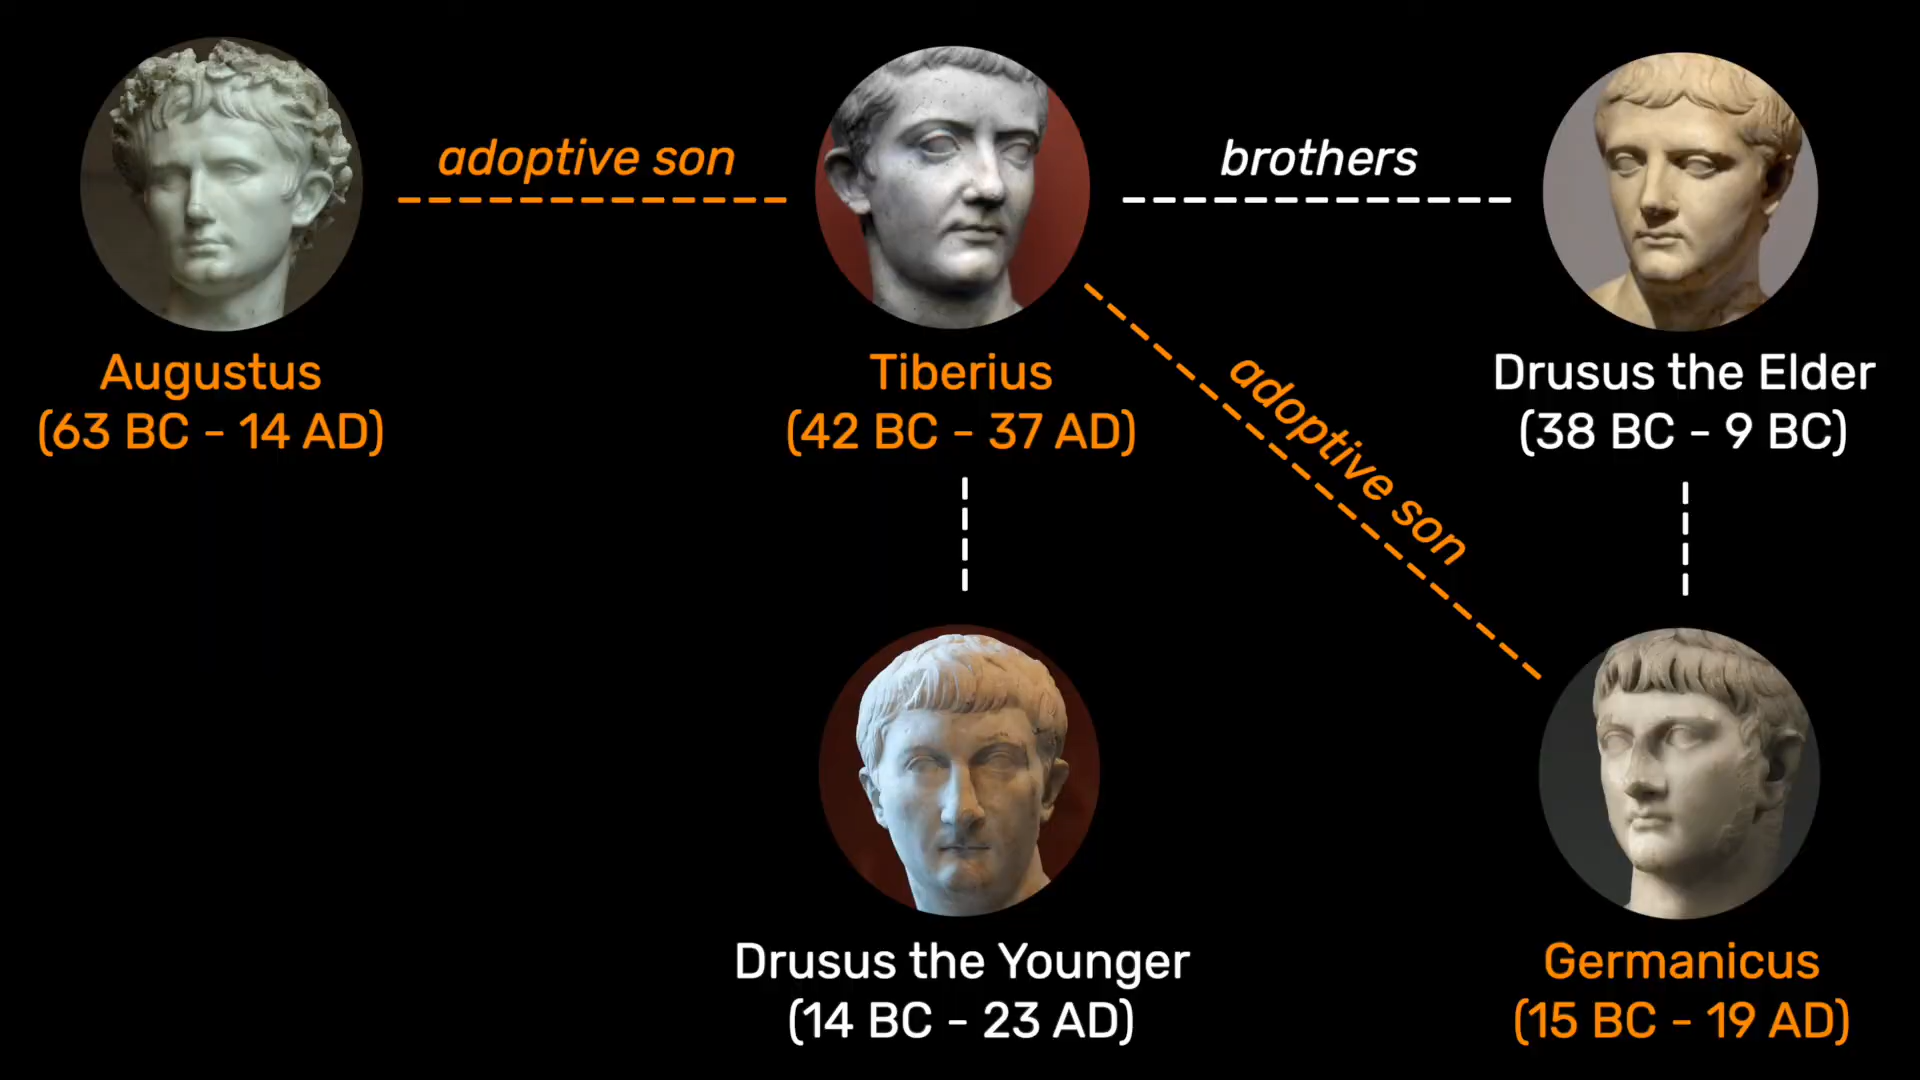 adoptive son
brothers
Augustus
(63 BC - 14 AD)
Tiberius
(42 BC - 37 AD)
adoptive son
Drusus the Elder
(38 BC - 9 BC)
Drusus the Younger
(14 BC - 23 AD)
Germanicus
(15 BC - 19 AD)